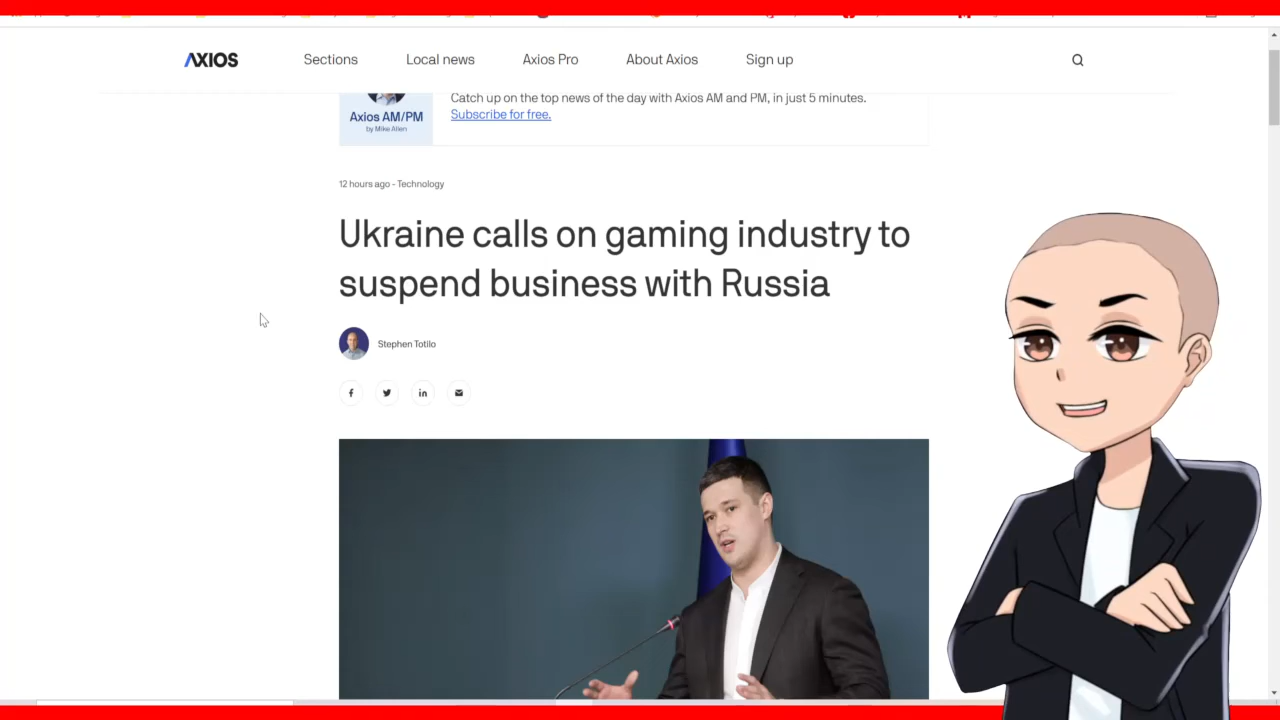 AXIOS
Sections
Local news
Axios Pro
About Axios
Sign up
Axios AM/PM
by Mike Allen
Catch up on the top news of the day with Axios AM and PM, in just 5 minutes.
Subscribe for free.
12 hours ago - Technology
Ukraine calls on gaming industry to
suspend business with Russia
Stephen Totilo